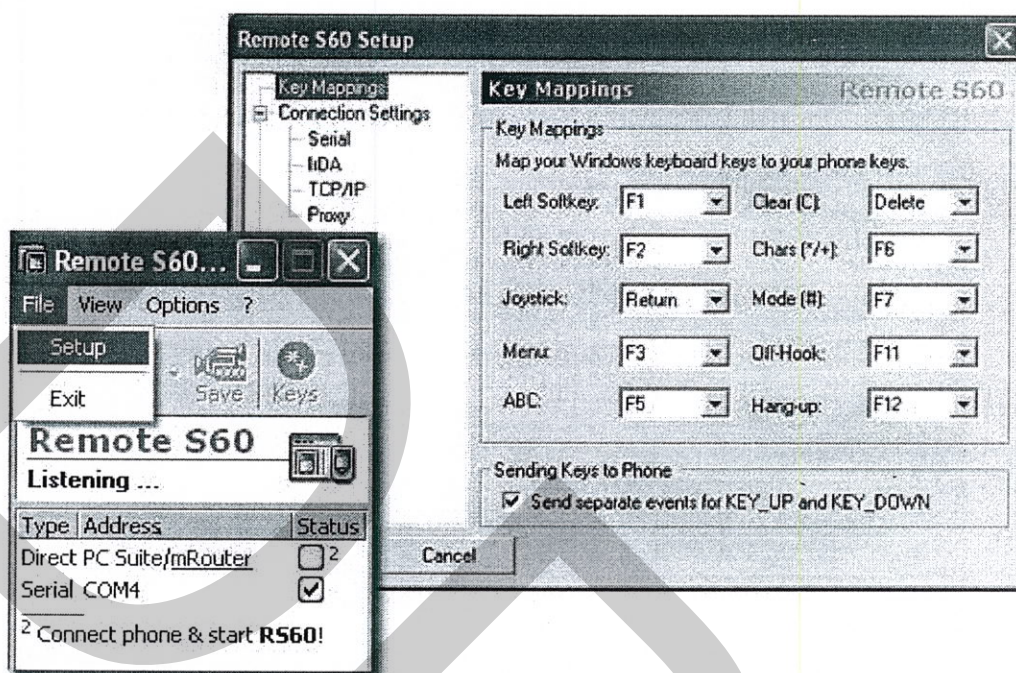 Remote S60 Setup
Key Mappings
Connection Settings
Serial
IrDA
TCP/IP
Proxy
Key Mappings
Remote S60
Key Mappings
Map your Windows keyboard keys to your phone keys.
Left Softkey: F1 Clear (C): Delete
Right Softkey: F2 Chars (*/+): F6
Joystick: Return Mode (#): F7
Menu: F3 Off-Hook: F11
ABC: F5 Hang-up: F12
Sending Keys to Phone
Send separate events for KEY_UP and KEY_DOWN
Cancel
Remote S60...
File View Options ?
Setup
Exit
Save Keys
Remote S60
Listening ...
Type Address Status
Direct PC Suite/mRouter 2
Serial COM4
2 Connect phone & start RS60!